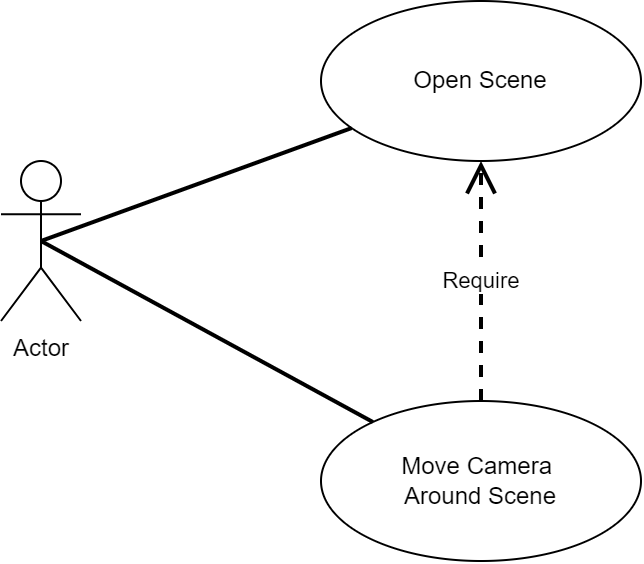 Open Scene
Require
Actor
Move Camera
Around Scene